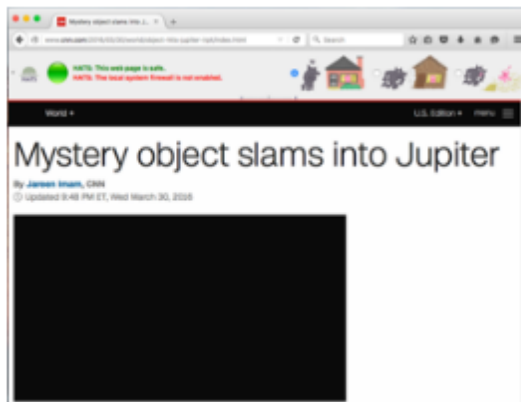 Mystery object slams into J...
Search
HATS: This web page is safe.
HATS: The local system firewall is not enabled.
HATS
World +
U.S. Edition +
menu
Mystery object slams into Jupiter
By Jareen Imam, CNN
Updated 9:48 PM ET, Wed March 30, 2016